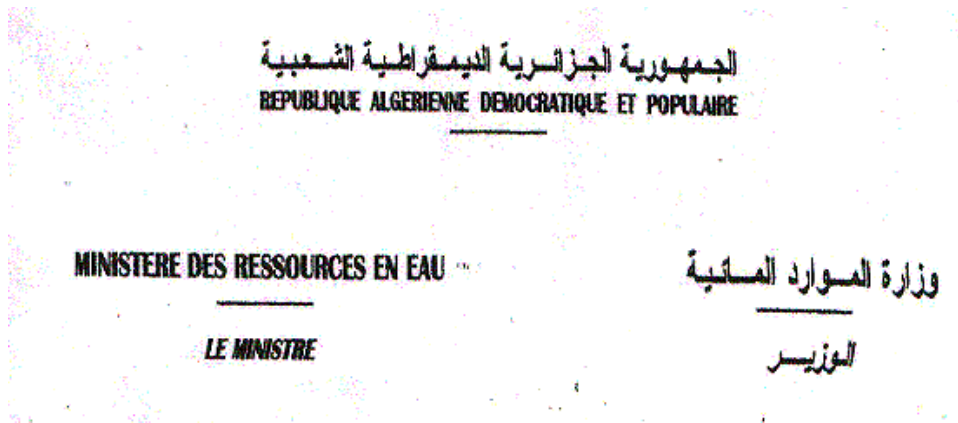 الجمهورية الجزائرية الديمقراطية الشعبية
REPUBLIQUE ALGERIENNE DEMOCRATIQUE ET POPULAIRE
MINISTERE DES RESSOURCES EN EAU
وزارة الموارد المائية
LE MINISTRE
الوزير